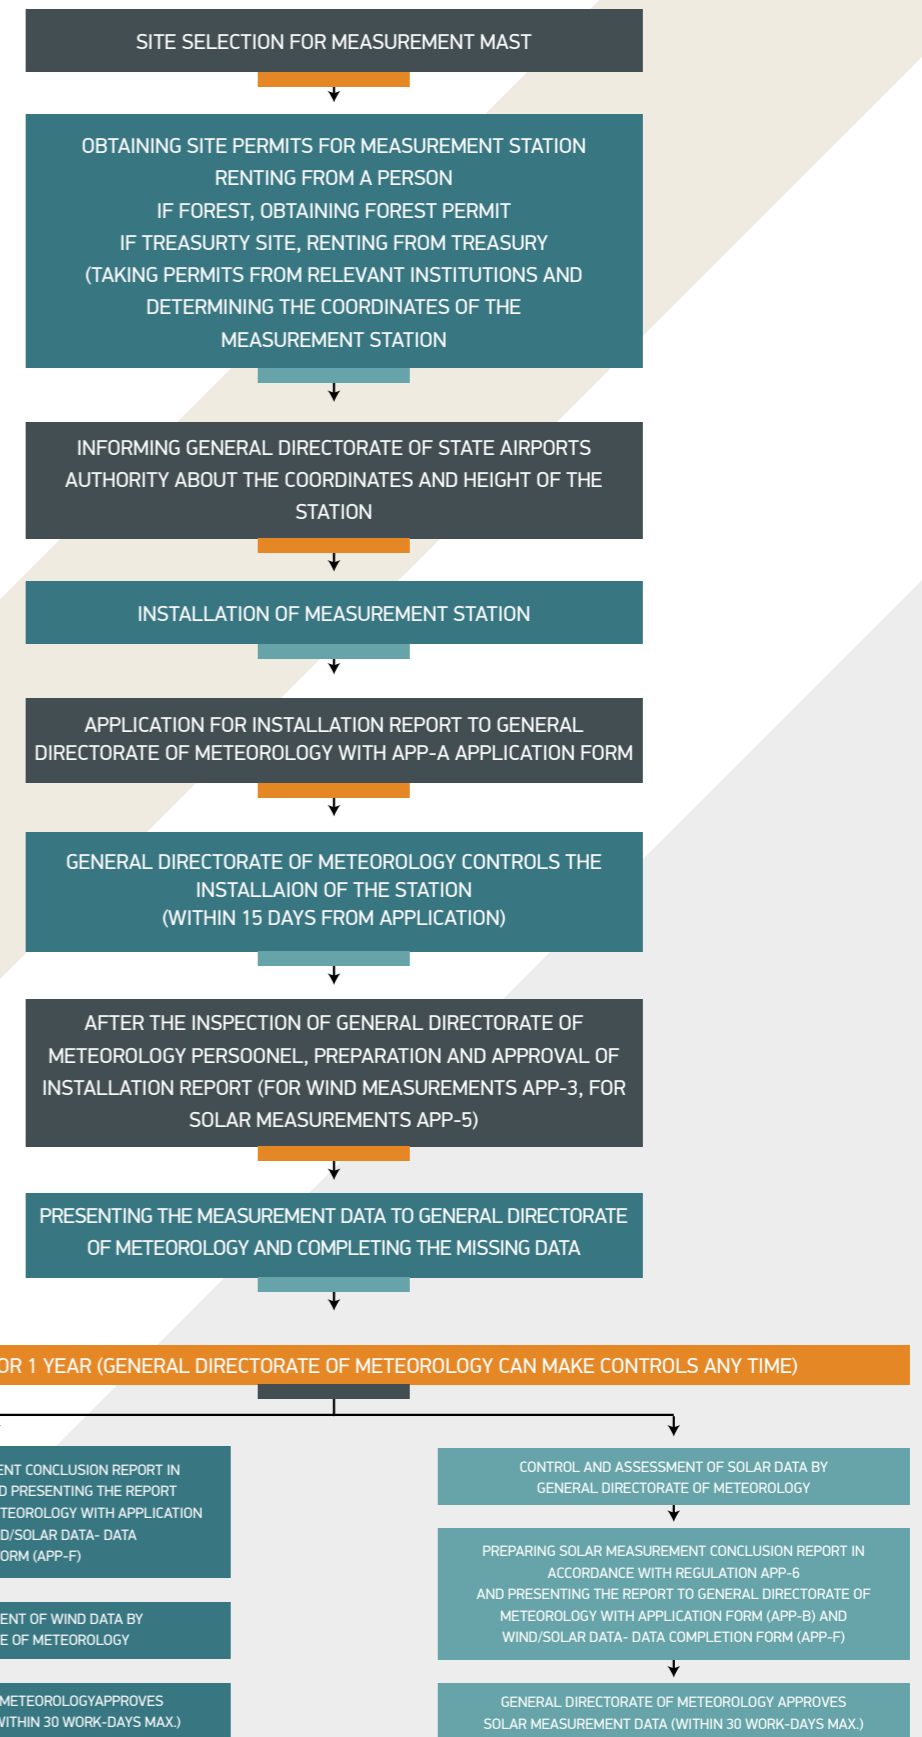 SITE SELECTION FOR MEASUREMENT MAST
OBTAINING SITE PERMITS FOR MEASUREMENT STATION
RENTING FROM A PERSON
IF FOREST, OBTAINING FOREST PERMIT
IF TREASURTY SITE, RENTING FROM TREASURY
(TAKING PERMITS FROM RELEVANT INSTITUTIONS AND
DETERMINING THE COORDINATES OF THE
MEASUREMENT STATION
INFORMING GENERAL DIRECTORATE OF STATE AIRPORTS
AUTHORITY ABOUT THE COORDINATES AND HEIGHT OF THE
STATION
INSTALLATION OF MEASUREMENT STATION
APPLICATION FOR INSTALLATION REPORT TO GENERAL
DIRECTORATE OF METEOROLOGY WITH APP-A APPLICATION FORM
GENERAL DIRECTORATE OF METEOROLOGY CONTROLS THE
INSTALLAION OF THE STATION
(WITHIN 15 DAYS FROM APPLICATION)
AFTER THE INSPECTION OF GENERAL DIRECTORATE OF
METEOROLOGY PERSOONEL, PREPARATION AND APPROVAL OF
INSTALLATION REPORT (FOR WIND MEASUREMENTS APP-3, FOR
SOLAR MEASUREMENTS APP-5)
PRESENTING THE MEASUREMENT DATA TO GENERAL DIRECTORATE
OF METEOROLOGY AND COMPLETING THE MISSING DATA
OR 1 YEAR (GENERAL DIRECTORATE OF METEOROLOGY CAN MAKE CONTROLS ANY TIME)
ENT CONCLUSION REPORT IN
D PRESENTING THE REPORT
TEOROLOGY WITH APPLICATION
ND/SOLAR DATA- DATA
ORM (APP-F)
ENT OF WIND DATA BY
E OF METEOROLOGY
METEOROLOGYAPPROVES
WITHIN 30 WORK-DAYS MAX.)
CONTROL AND ASSESSMENT OF SOLAR DATA BY
GENERAL DIRECTORATE OF METEOROLOGY
PREPARING SOLAR MEASUREMENT CONCLUSION REPORT IN
ACCORDANCE WITH REGULATION APP-6
AND PRESENTING THE REPORT TO GENERAL DIRECTORATE OF
METEOROLOGY WITH APPLICATION FORM (APP-B) AND
WIND/SOLAR DATA- DATA COMPLETION FORM (APP-F)
GENERAL DIRECTORATE OF METEOROLOGY APPROVES
SOLAR MEASUREMENT DATA (WITHIN 30 WORK-DAYS MAX.)